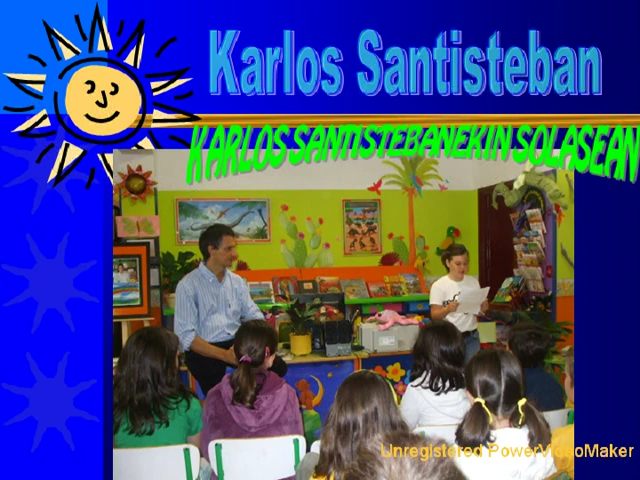 Karlos Santisteban
KARLOS SANTISTEBANEKIN SOLASEAN
Unregistered PowerVideoMaker